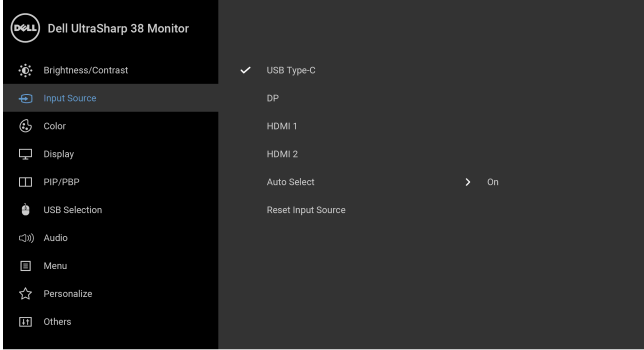 DELL Dell UltraSharp 38 Monitor
Brightness/Contrast
USB Type-C
Input Source
DP
Color
HDMI 1
Display
HDMI 2
PIP/PBP
Auto Select > On
USB Selection
Reset Input Source
Audio
Menu
Personalize
Others